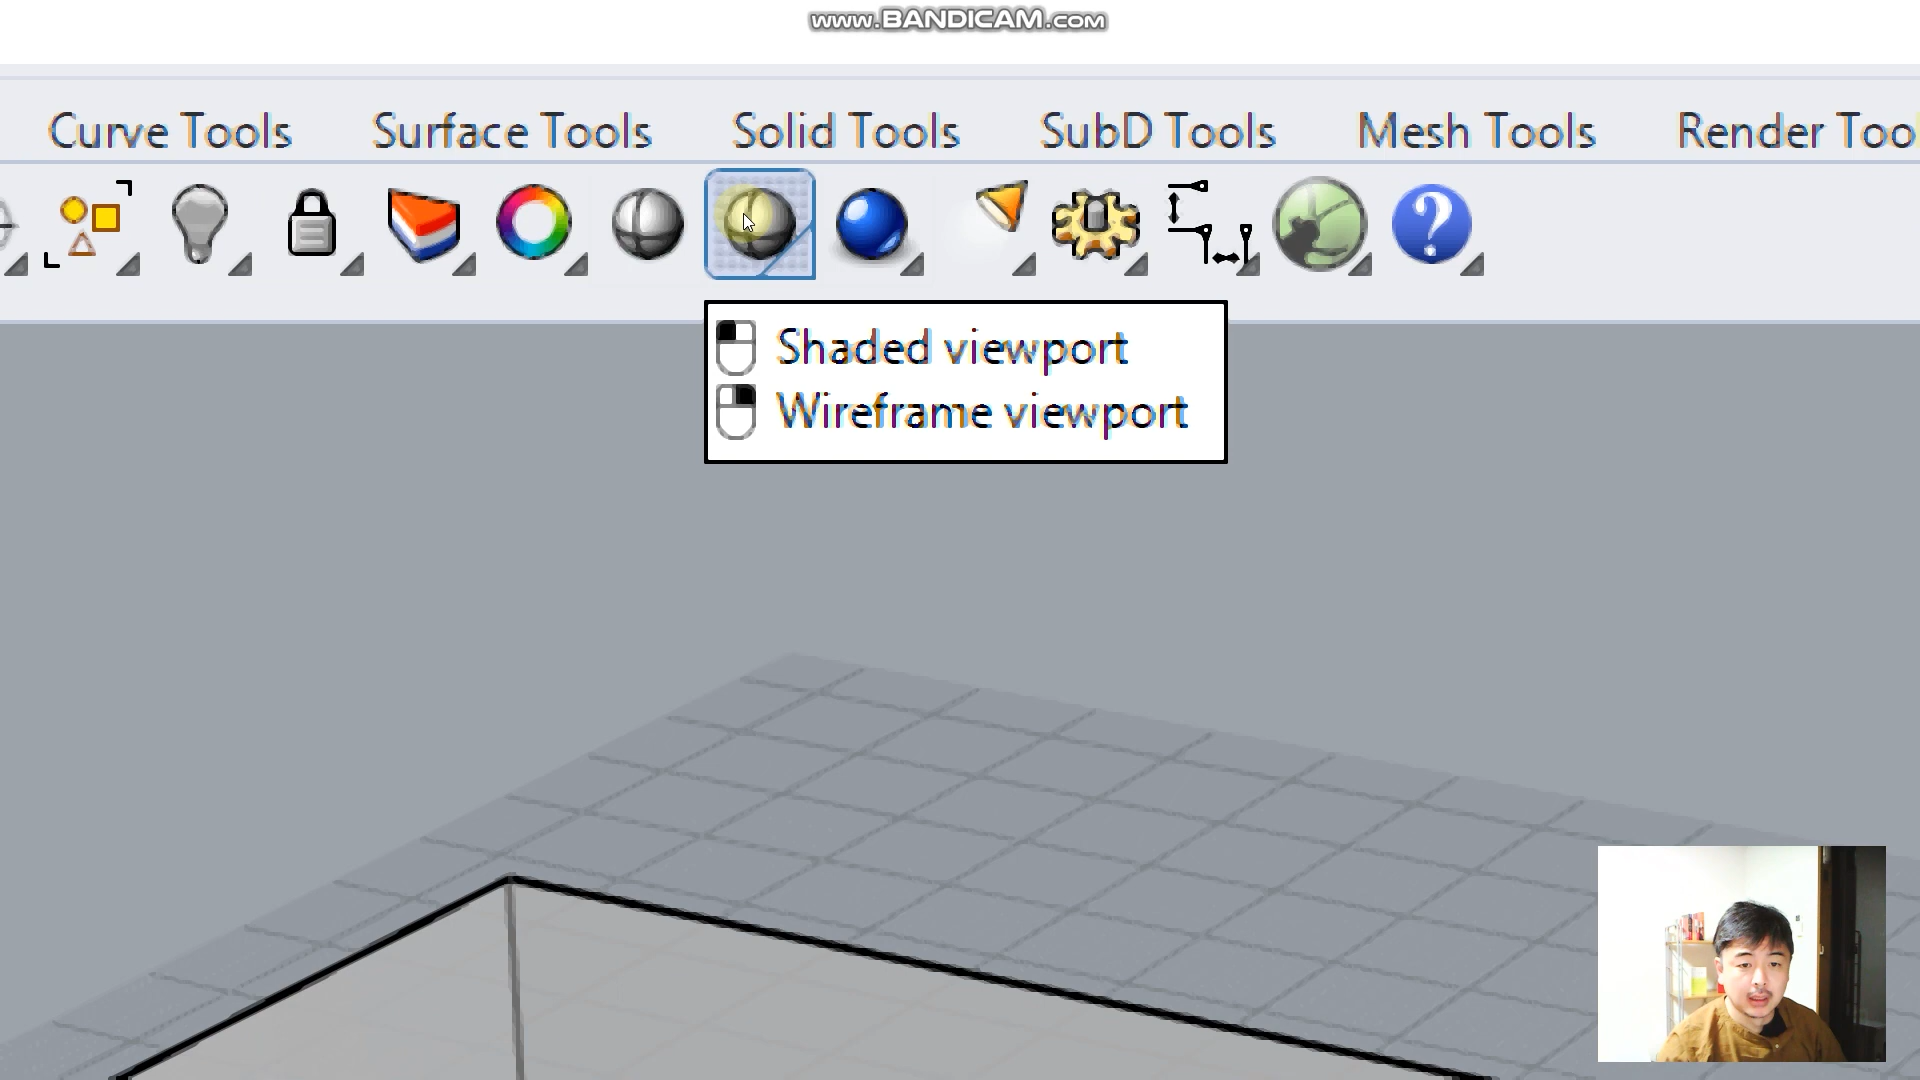 www.BANDICAM.com
Curve Tools Surface Tools Solid Tools SubD Tools Mesh Tools Render Too
?
Shaded viewport
Wireframe viewport